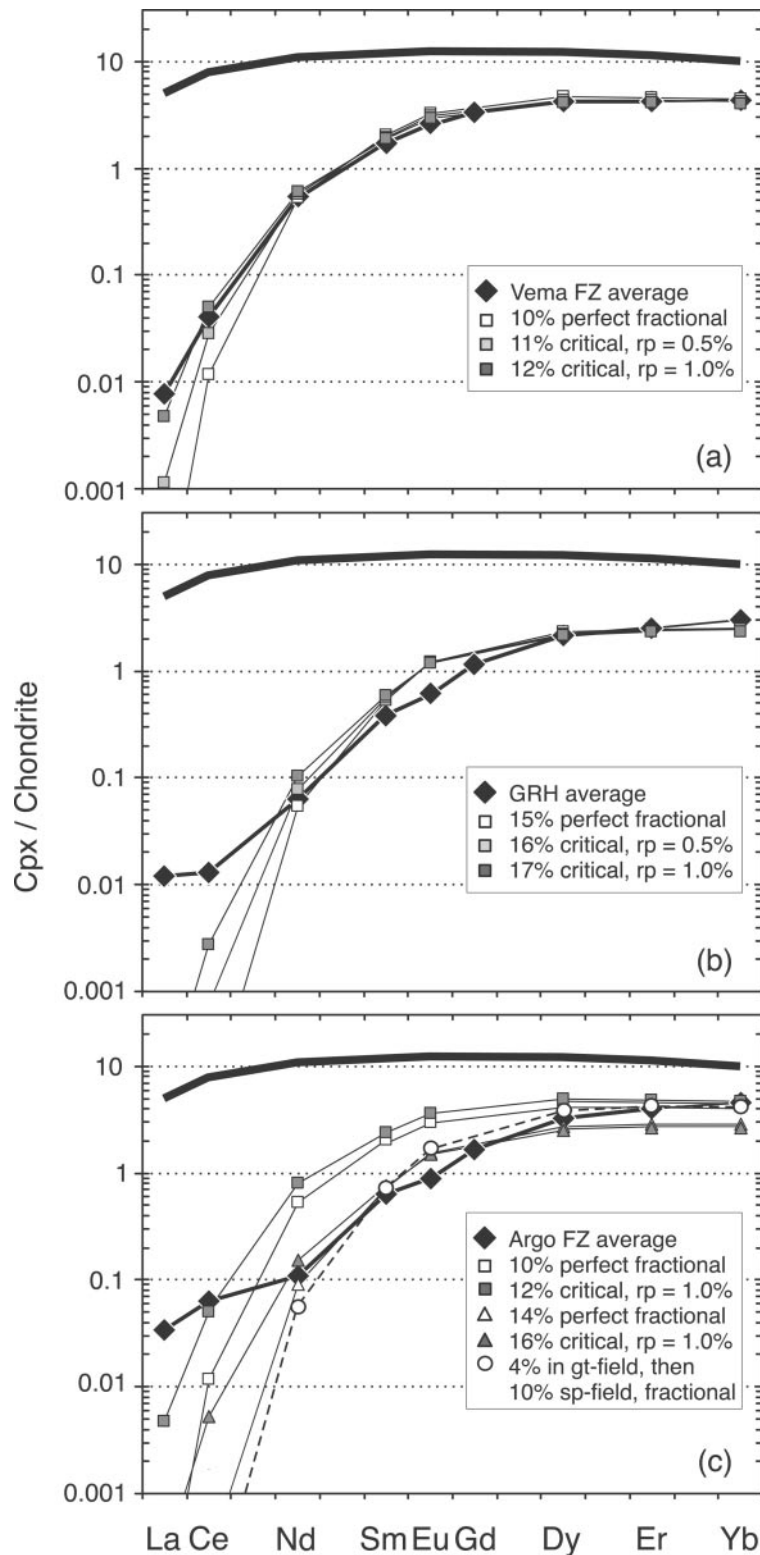 10
1
0.1
0.01
0.001
Vema FZ average
10% perfect fractional
11% critical, rp = 0.5%
12% critical, rp = 1.0%
(a)
10
1
0.1
0.01
0.001
GRH average
15% perfect fractional
16% critical, rp = 0.5%
17% critical, rp = 1.0%
(b)
Cpx / Chondrite
10
1
0.1
0.01
0.001
Argo FZ average
10% perfect fractional
12% critical, rp = 1.0%
14% perfect fractional
16% critical, rp = 1.0%
4% in gt-field, then
10% sp-field, fractional
(c)
La Ce Nd Sm Eu Gd Dy Er Yb